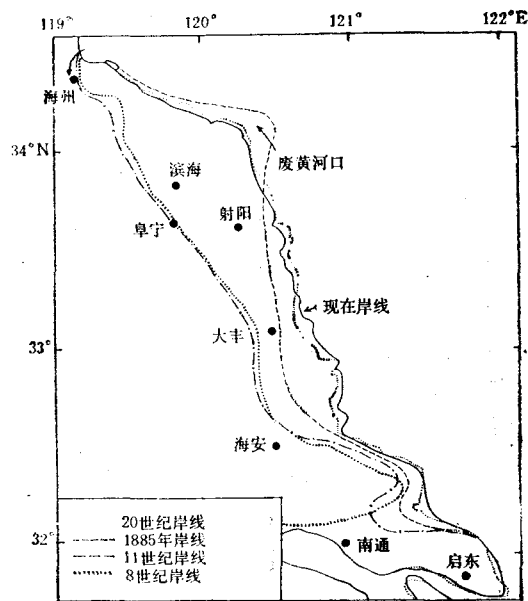 119° 120° 121° 122°E
海州
34°N
废黄河口
滨海
阜宁
射阳
现在岸线
大丰
33°
海安
20世纪岸线
1885年岸线
11世纪岸线
8世纪岸线
32°
南通
启东